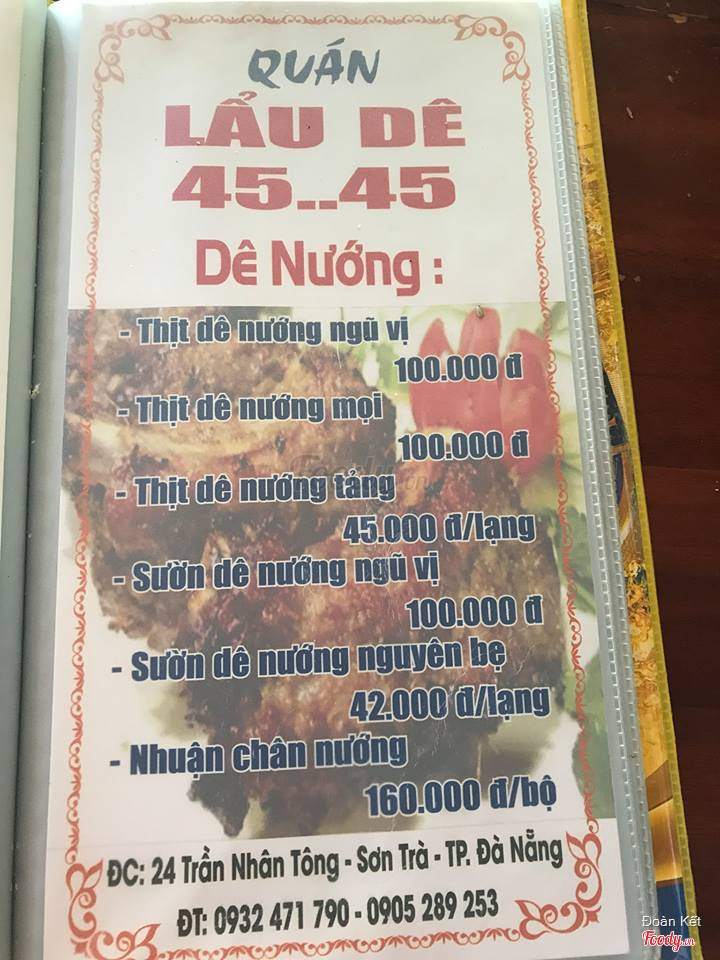 QUÁN
LẨU DÊ
45..45
Dê Nướng :
- Thịt dê nướng ngũ vị
100.000 đ
- Thịt dê nướng mọi
100.000 đ
- Thịt dê nướng tảng
45.000 đ/lạng
- Sườn dê nướng ngũ vị
100.000 đ
- Sườn dê nướng nguyên bẹ
42.000 đ/lạng
- Nhuận chân nướng
160.000 đ/bộ
ĐC: 24 Trần Nhân Tông - Sơn Trà - TP. Đà Nẵng
ĐT: 0932 471 790 - 0905 289 253
Foody.vn
Đoàn Kết
Foody.vn